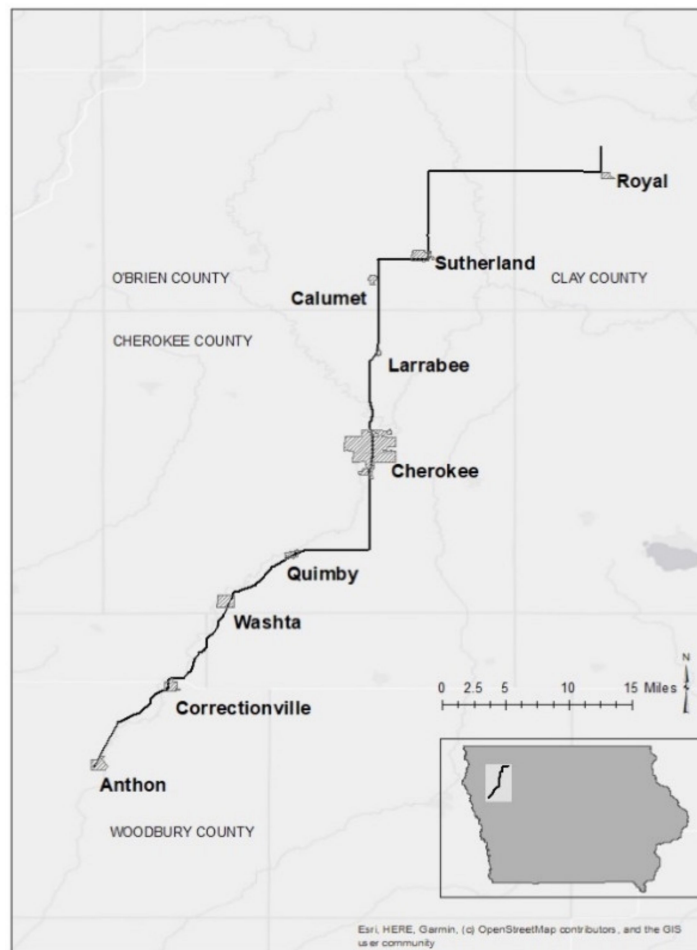 Royal
Sutherland
O'BRIEN COUNTY
CLAY COUNTY
Calumet
CHEROKEE COUNTY
Larrabee
Cherokee
Quimby
Washta
N
0 2.5 5 10 15 Miles
Correctionville
Anthon
WOODBURY COUNTY
Esri, HERE, Garmin, (c) OpenStreetMap contributors, and the GIS
user community